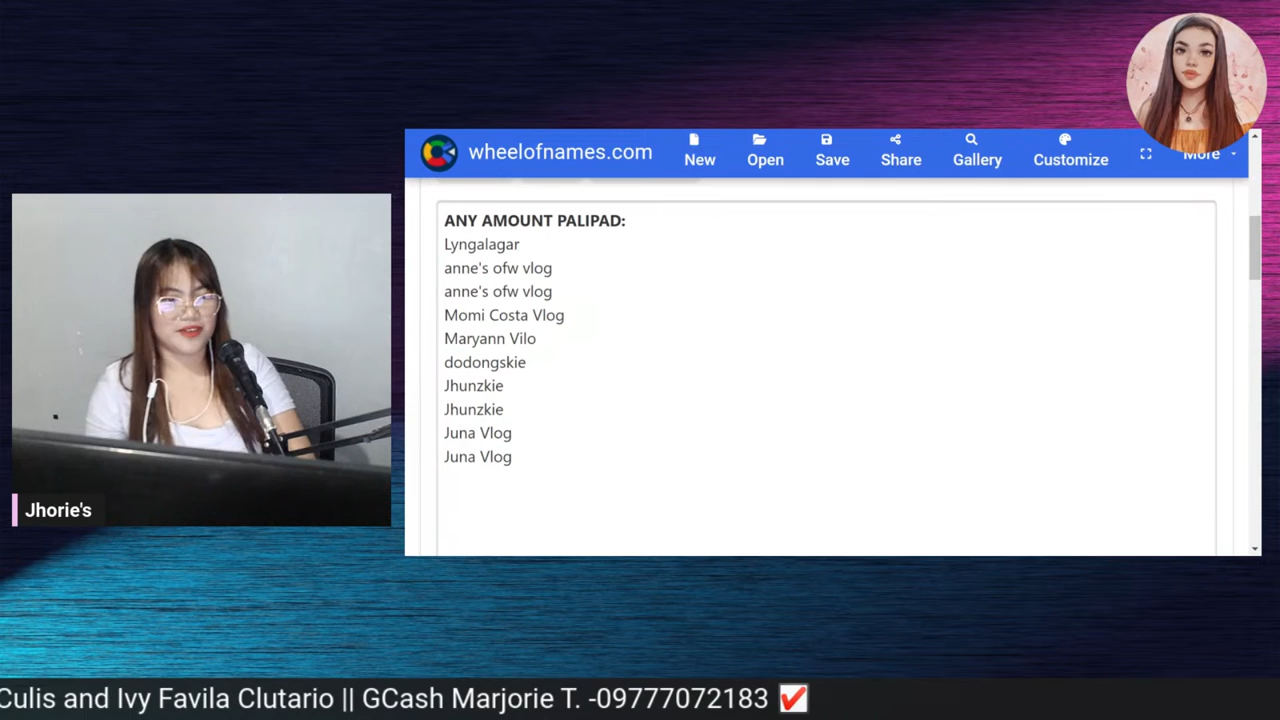 wheelofnames.com
New
Open
Save
Share
Gallery
Customize
More
ANY AMOUNT PALIPAD:
Lyngalagar
anne's ofw vlog
anne's ofw vlog
Momi Costa Vlog
Maryann Vilo
dodongskie
Jhunzkie
Jhunzkie
Juna Vlog
Juna Vlog
Jhorie's
Culis and Ivy Favila Clutario || GCash Marjorie T. -09777072183